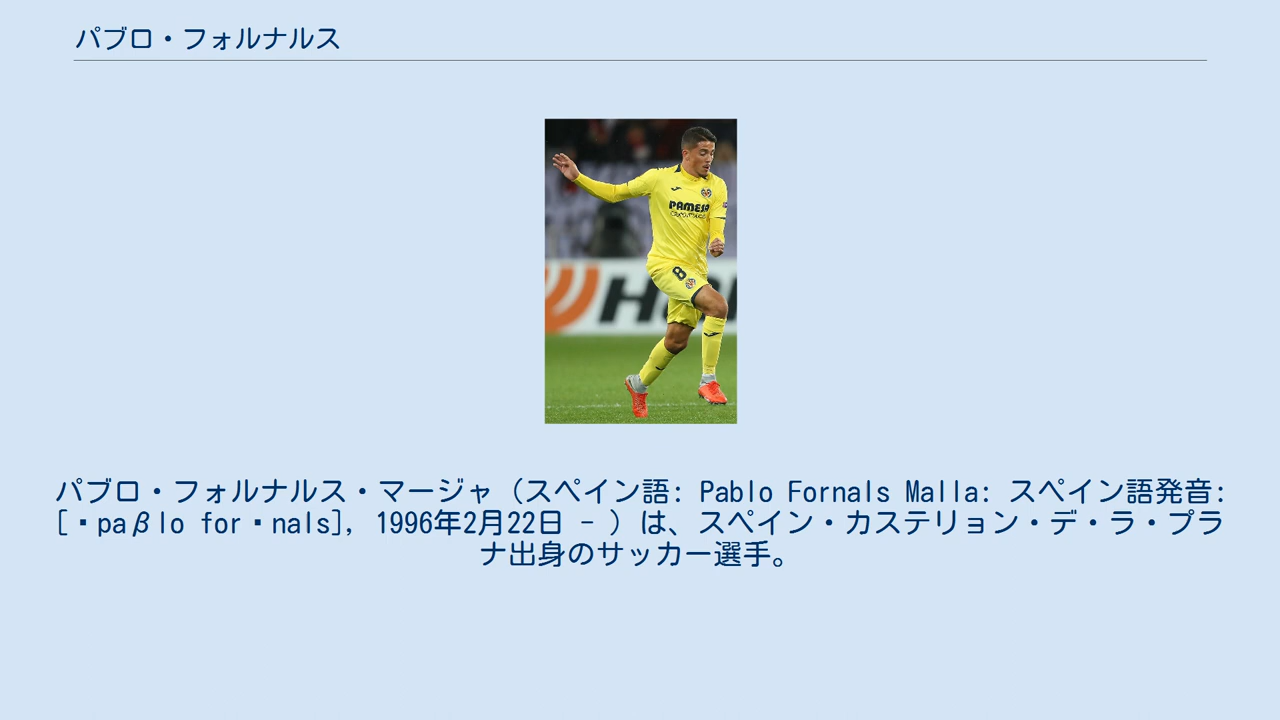 パブロ・フォルナルス
PAMESA
8
パブロ・フォルナルス・マージャ（スペイン語: Pablo Fornals Malla: スペイン語発音:
[ˈpaβlo forˈnals], 1996年2月22日 - ）は、スペイン・カステリョン・デ・ラ・プラ
ナ出身のサッカー選手。